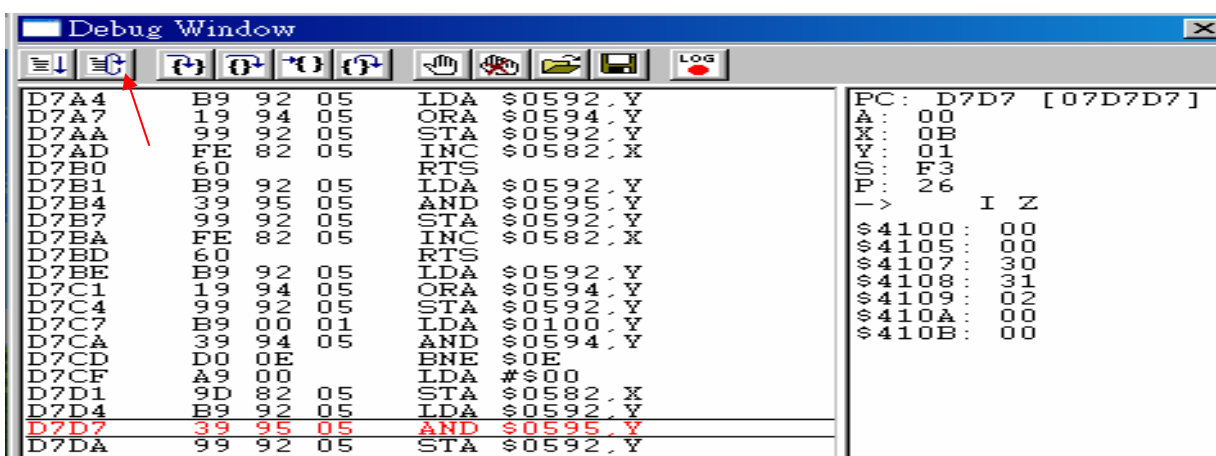 Debug Window
LOG
D7A4 B9 92 05 LDA $0592,Y
D7A7 19 94 05 ORA $0594,Y
D7AA 99 92 05 STA $0592,Y
D7AD FE 82 05 INC $0582,X
D7B0 60 RTS
D7B1 B9 92 05 LDA $0592,Y
D7B4 39 95 05 AND $0595,Y
D7B7 99 92 05 STA $0592,Y
D7BA FE 82 05 INC $0582,X
D7BD 60 RTS
D7BE B9 92 05 LDA $0592,Y
D7C1 19 94 05 ORA $0594,Y
D7C4 99 92 05 STA $0592,Y
D7C7 B9 00 01 LDA $0100,Y
D7CA 39 94 05 AND $0594,Y
D7CD D0 0E BNE $0E
D7CF A9 00 LDA #$00
D7D1 9D 82 05 STA $0582,X
D7D4 B9 92 05 LDA $0592,Y
D7D7 39 95 05 AND $0595,Y
D7DA 99 92 05 STA $0592,Y
PC: D7D7 [07D7D7]
A: 00
X: 0B
Y: 01
S: F3
P: 26
-> I Z
$4100: 00
$4105: 00
$4107: 30
$4108: 31
$4109: 02
$410A: 00
$410B: 00